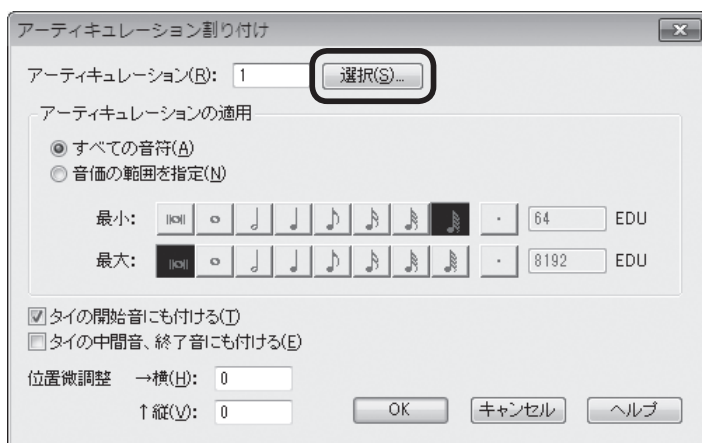 アーティキュレーション割り付け
アーティキュレーション(R): 1 選択(S)...
アーティキュレーションの適用
すべての音符(A)
音価の範囲を指定(N)
最小: 64 EDU
最大: 8192 EDU
タイの開始音にも付ける(T)
タイの中間音、終了音にも付ける(E)
位置微調整 →横(H): 0
↑縦(V): 0
OK キャンセル ヘルプ